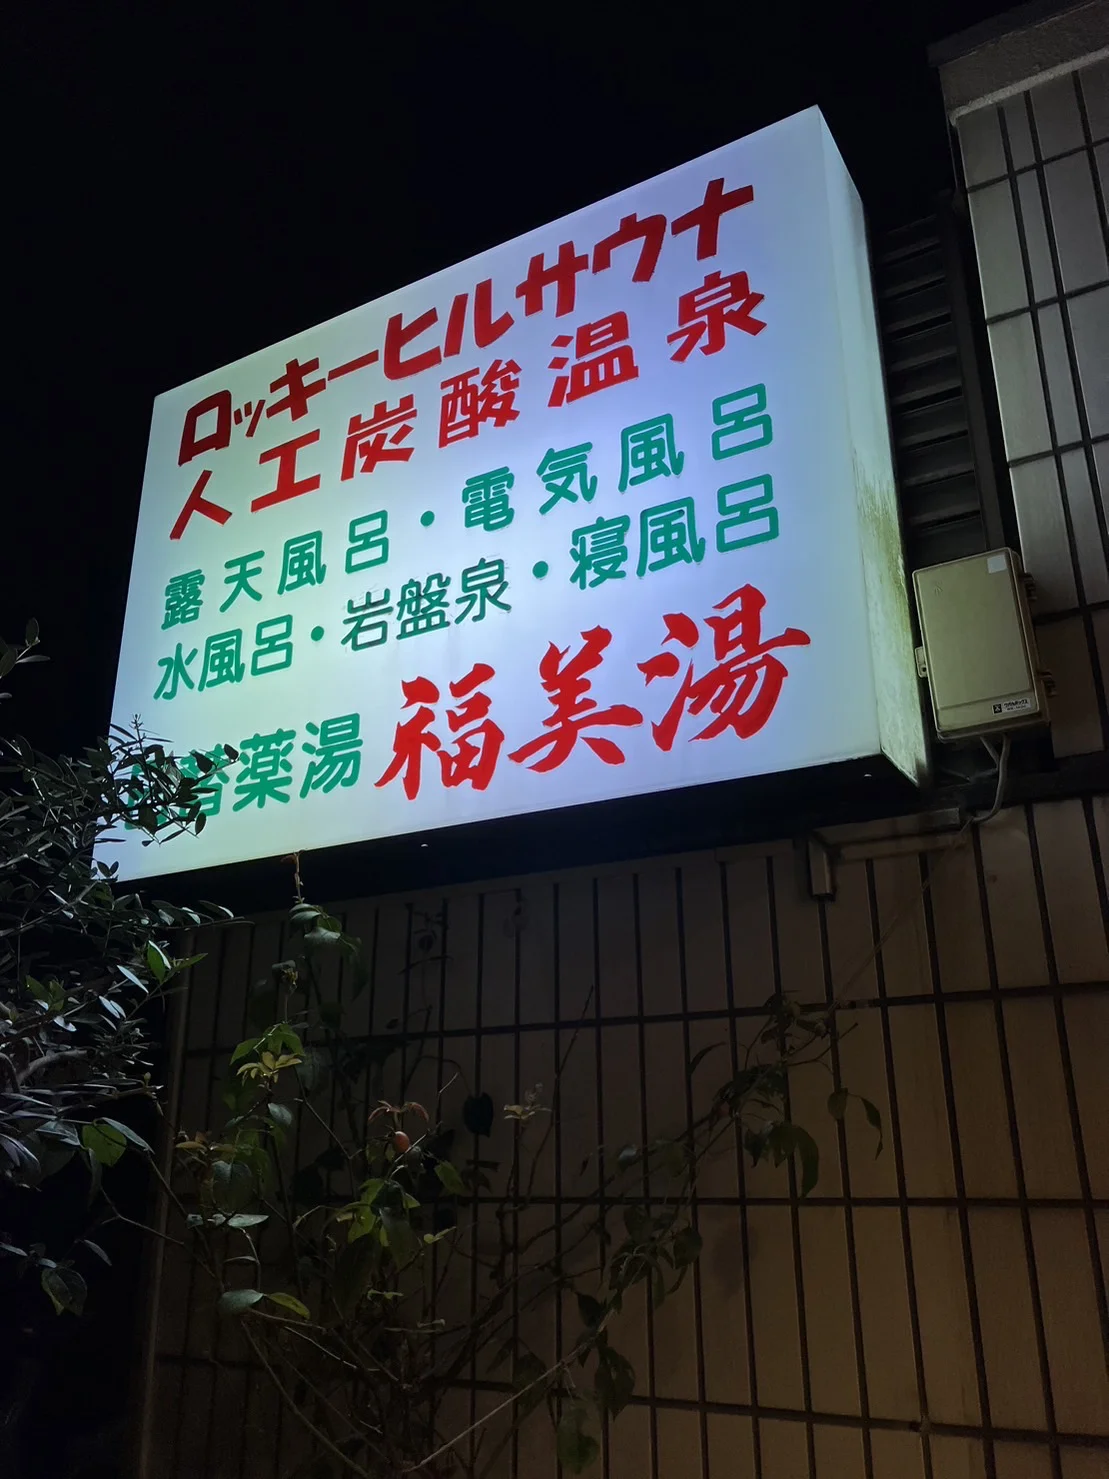 ロッキーヒルサウナ
人工炭酸温泉
露天風呂・電気風呂
水風呂・岩盤泉・寝風呂
替薬湯
福美湯